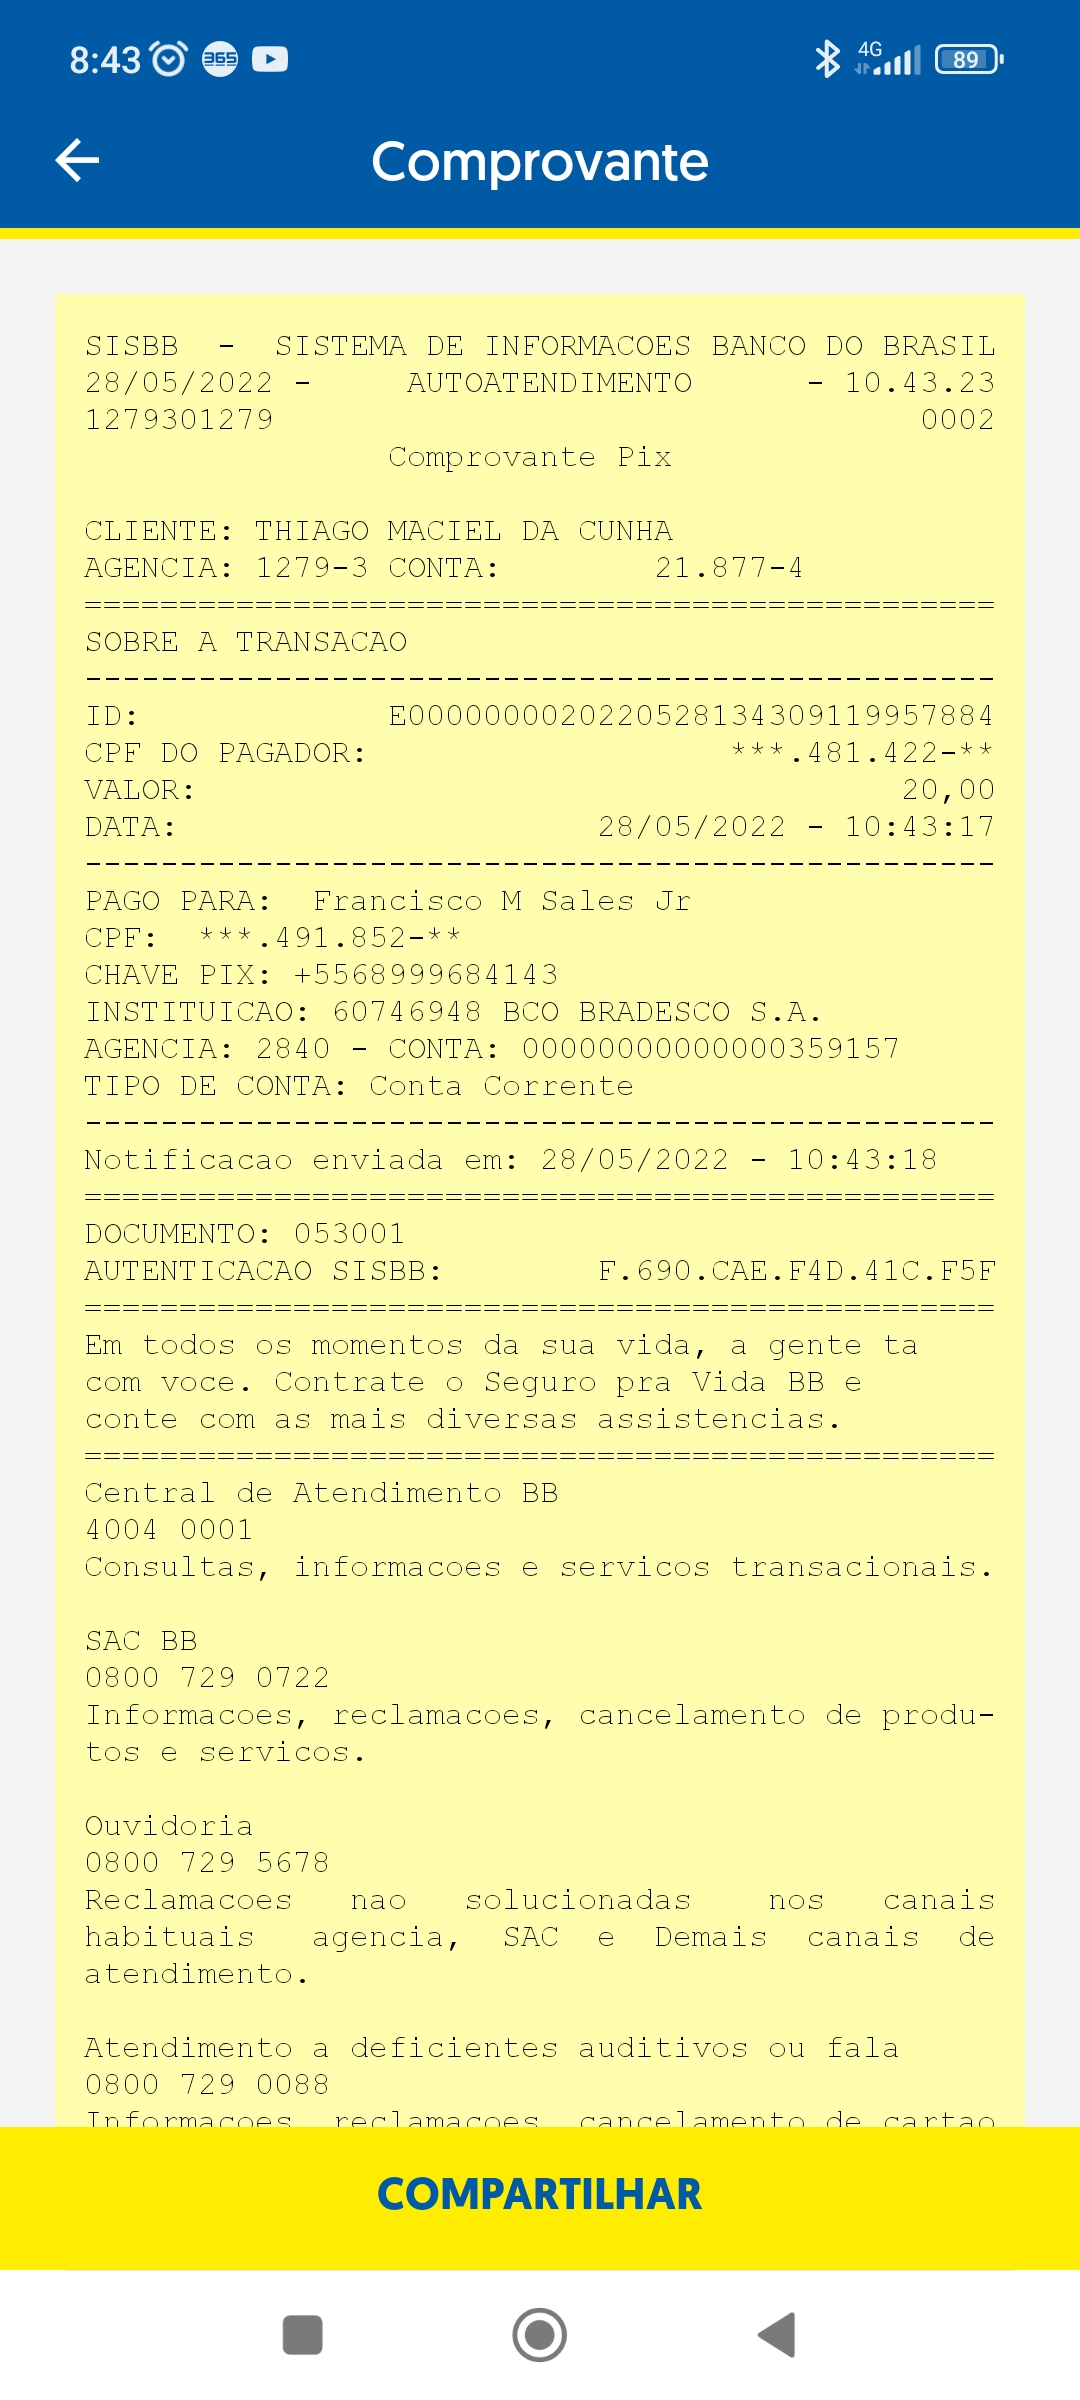 8:43 365 4G 89
Comprovante
SISBB - SISTEMA DE INFORMACOES BANCO DO BRASIL
28/05/2022 - AUTOATENDIMENTO - 10.43.23
1279301279 0002
Comprovante Pix
CLIENTE: THIAGO MACIEL DA CUNHA
AGENCIA: 1279-3 CONTA: 21.877-4
================================================
SOBRE A TRANSACAO
------------------------------------------------
ID: E0000000020220528134309119957884
CPF DO PAGADOR: ***.481.422-**
VALOR: 20,00
DATA: 28/05/2022 - 10:43:17
------------------------------------------------
PAGO PARA: Francisco M Sales Jr
CPF: ***.491.852-**
CHAVE PIX: +5568999684143
INSTITUICAO: 60746948 BCO BRADESCO S.A.
AGENCIA: 2840 - CONTA: 00000000000000359157
TIPO DE CONTA: Conta Corrente
------------------------------------------------
Notificacao enviada em: 28/05/2022 - 10:43:18
================================================
DOCUMENTO: 053001
AUTENTICACAO SISBB: F.690.CAE.F4D.41C.F5F
================================================
Em todos os momentos da sua vida, a gente ta
com voce. Contrate o Seguro pra Vida BB e
conte com as mais diversas assistencias.
================================================
Central de Atendimento BB
4004 0001
Consultas, informacoes e servicos transacionais.
SAC BB
0800 729 0722
Informacoes, reclamacoes, cancelamento de produ-
tos e servicos.
Ouvidoria
0800 729 5678
Reclamacoes nao solucionadas nos canais
habituais agencia, SAC e Demais canais de
atendimento.
Atendimento a deficientes auditivos ou fala
0800 729 0088
Informacoes, reclamacoes, cancelamento de cartao
COMPARTILHAR